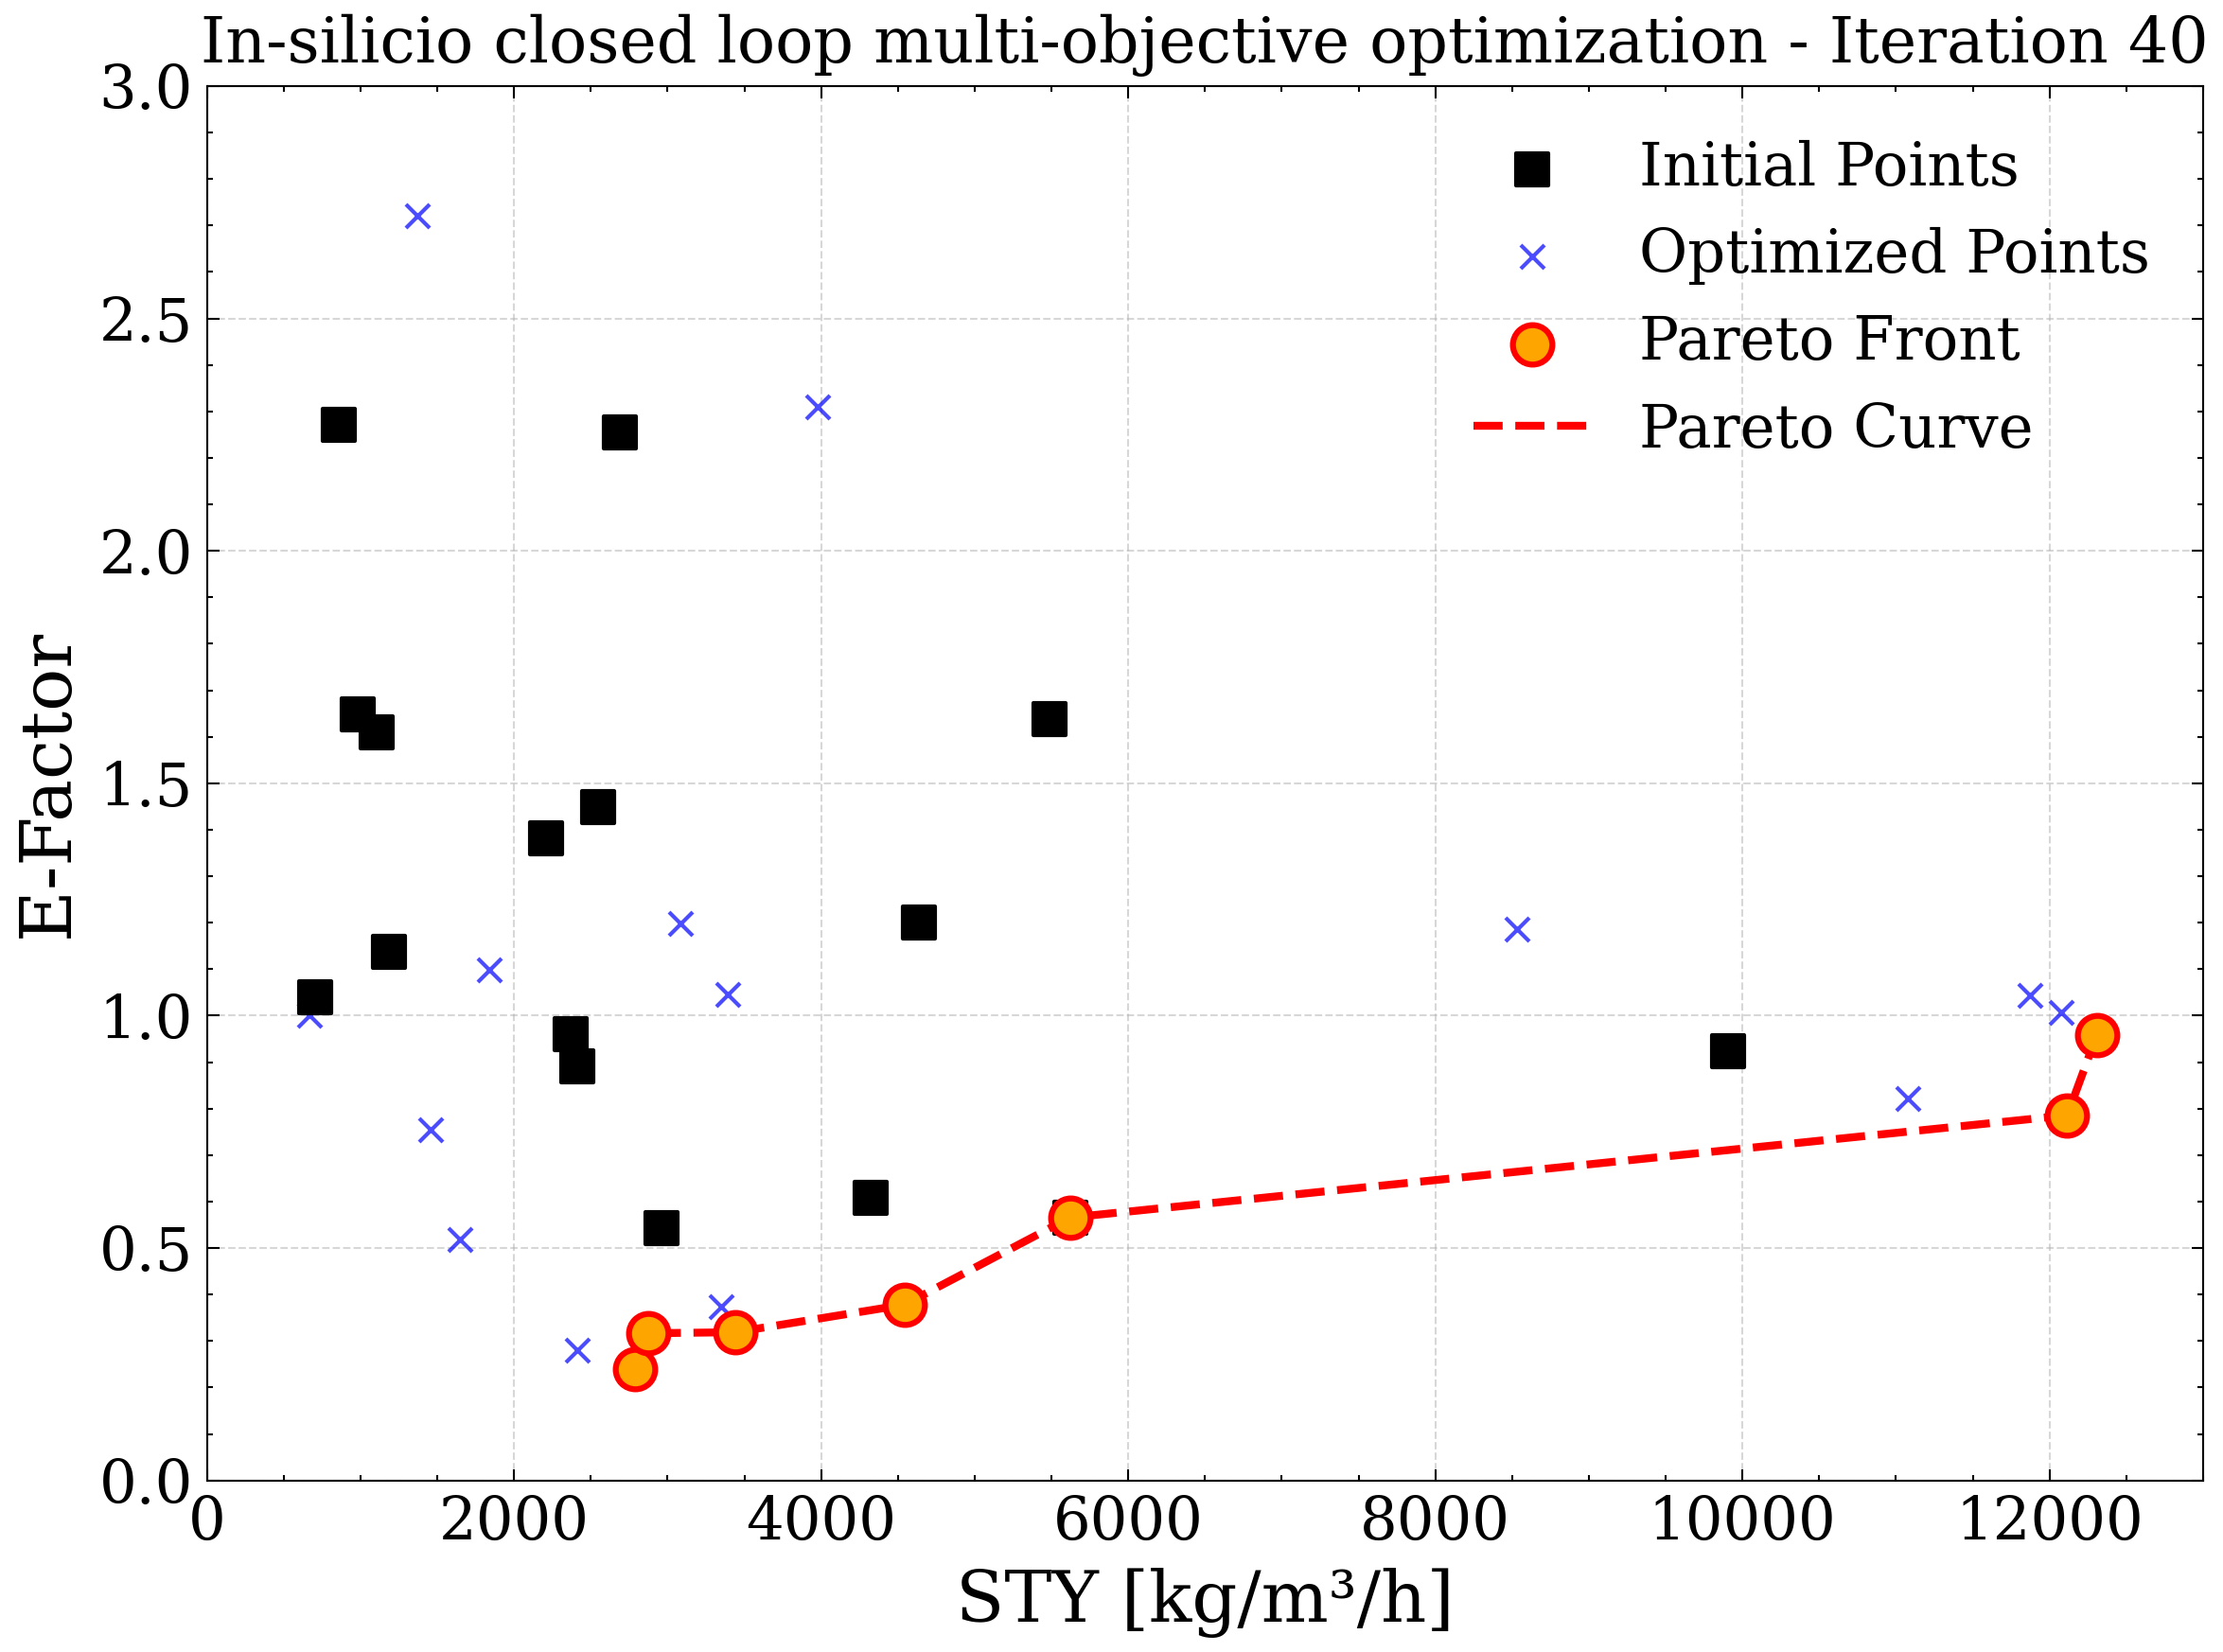 In-silicio closed loop multi-objective optimization - Iteration 40
3.0
2.5
2.0
1.5
1.0
0.5
0.0
E-Factor
Initial Points
Optimized Points
Pareto Front
Pareto Curve
0 2000 4000 6000 8000 10000 12000
STY [kg/m³/h]